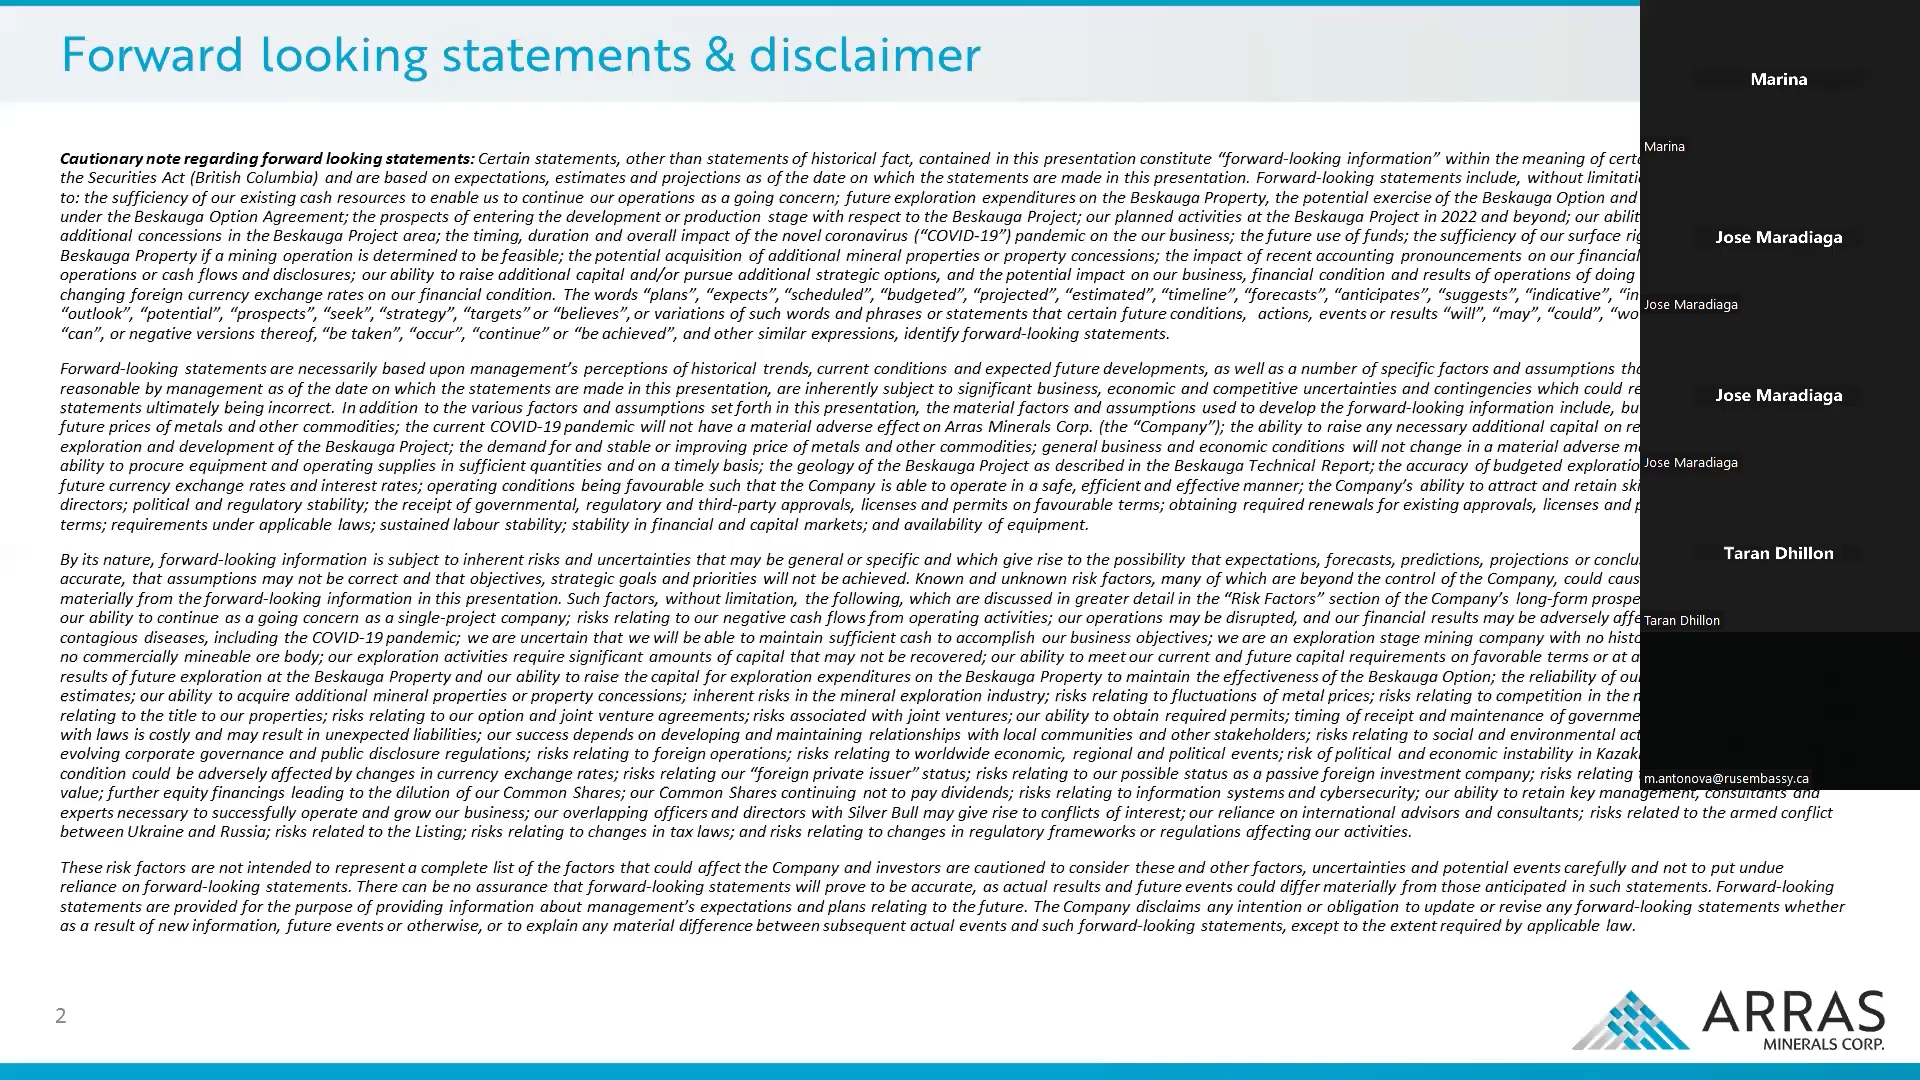 Forward looking statements & disclaimer
Cautionary note regarding forward looking statements: Certain statements, other than statements of historical fact, contained in this presentation constitute “forward-looking information” within the meaning of
the Securities Act (British Columbia) and are based on expectations, estimates and projections as of the date on which the statements are made in this presentation. Forward-looking statements include, without
to: the sufficiency of our existing cash resources to enable us to continue our operations as a going concern; future exploration expenditures on the Beskauga Property, the potential exercise of the Beskauga Option and
under the Beskauga Option Agreement; the prospects of entering the development or production stage with respect to the Beskauga Project; our planned activities at the Beskauga Project in 2022 and beyond; our
additional concessions in the Beskauga Project area; the timing, duration and overall impact of the novel coronavirus (“COVID-19”) pandemic on the our business; the future use of funds; the sufficiency of our surface
Beskauga Property if a mining operation is determined to be feasible; the potential acquisition of additional mineral properties or property concessions; the impact of recent accounting pronouncements on our financial
operations or cash flows and disclosures; our ability to raise additional capital and/or pursue additional strategic options, and the potential impact on our business, financial condition and results of operations of doing
changing foreign currency exchange rates on our financial condition. The words “plans”, “expects”, “scheduled”, “budgeted”, “projected”, “estimated”, “timeline”, “forecasts”, “anticipates”, “suggests”, “indicative”,
“outlook”, “potential”, “prospects”, “seek”, “strategy”, “targets” or “believes”, or variations of such words and phrases or statements that certain future conditions, actions, events or results “will”, “may”, “could”,
“can”, or negative versions thereof, “be taken”, “occur”, “continue” or “be achieved”, and other similar expressions, identify forward-looking statements.
Forward-looking statements are necessarily based upon management’s perceptions of historical trends, current conditions and expected future developments, as well as a number of specific factors and assumptions
reasonable by management as of the date on which the statements are made in this presentation, are inherently subject to significant business, economic and competitive uncertainties and contingencies which could
statements ultimately being incorrect. In addition to the various factors and assumptions set forth in this presentation, the material factors and assumptions used to develop the forward-looking information include,
future prices of metals and other commodities; the current COVID-19 pandemic will not have a material adverse effect on Arras Minerals Corp. (the “Company”); the ability to raise any necessary additional capital on
exploration and development of the Beskauga Project; the demand for and stable or improving price of metals and other commodities; general business and economic conditions will not change in a material adverse
ability to procure equipment and operating supplies in sufficient quantities and on a timely basis; the geology of the Beskauga Project as described in the Beskauga Technical Report; the accuracy of budgeted
future currency exchange rates and interest rates; operating conditions being favourable such that the Company is able to operate in a safe, efficient and effective manner; the Company’s ability to attract and retain
directors; political and regulatory stability; the receipt of governmental, regulatory and third-party approvals, licenses and permits on favourable terms; obtaining required renewals for existing approvals, licenses and
terms; requirements under applicable laws; sustained labour stability; stability in financial and capital markets; and availability of equipment.
By its nature, forward-looking information is subject to inherent risks and uncertainties that may be general or specific and which give rise to the possibility that expectations, forecasts, predictions, projections or
accurate, that assumptions may not be correct and that objectives, strategic goals and priorities will not be achieved. Known and unknown risk factors, many of which are beyond the control of the Company, could
materially from the forward-looking information in this presentation. Such factors, without limitation, the following, which are discussed in greater detail in the “Risk Factors” section of the Company’s long-form
our ability to continue as a going concern as a single-project company; risks relating to our negative cash flows from operating activities; our operations may be disrupted, and our financial results may be adversely
contagious diseases, including the COVID-19 pandemic; we are uncertain that we will be able to maintain sufficient cash to accomplish our business objectives; we are an exploration stage mining company with no
no commercially mineable ore body; our exploration activities require significant amounts of capital that may not be recovered; our ability to meet our current and future capital requirements on favorable terms or at
results of future exploration at the Beskauga Property and our ability to raise the capital for exploration expenditures on the Beskauga Property to maintain the effectiveness of the Beskauga Option; the reliability of
estimates; our ability to acquire additional mineral properties or property concessions; inherent risks in the mineral exploration industry; risks relating to fluctuations of metal prices; risks relating to competition in the
relating to the title to our properties; risks relating to our option and joint venture agreements; risks associated with joint ventures; our ability to obtain required permits; timing of receipt and maintenance of
with laws is costly and may result in unexpected liabilities; our success depends on developing and maintaining relationships with local communities and other stakeholders; risks relating to social and environmental
evolving corporate governance and public disclosure regulations; risks relating to foreign operations; risks relating to worldwide economic, regional and political events; risk of political and economic instability in
condition could be adversely affected by changes in currency exchange rates; risks relating our “foreign private issuer” status; risks relating to our possible status as a passive foreign investment company; risks relating
value; further equity financings leading to the dilution of our Common Shares; our Common Shares continuing not to pay dividends; risks relating to information systems and cybersecurity; our ability to retain key management, consultants and
experts necessary to successfully operate and grow our business; our overlapping officers and directors with Silver Bull may give rise to conflicts of interest; our reliance on international advisors and consultants; risks related to the armed conflict
between Ukraine and Russia; risks related to the Listing; risks relating to changes in tax laws; and risks relating to changes in regulatory frameworks or regulations affecting our activities.
These risk factors are not intended to represent a complete list of the factors that could affect the Company and investors are cautioned to consider these and other factors, uncertainties and potential events carefully and not to put undue
reliance on forward-looking statements. There can be no assurance that forward-looking statements will prove to be accurate, as actual results and future events could differ materially from those anticipated in such statements. Forward-looking
statements are provided for the purpose of providing information about management’s expectations and plans relating to the future. The Company disclaims any intention or obligation to update or revise any forward-looking statements whether
as a result of new information, future events or otherwise, or to explain any material difference between subsequent actual events and such forward-looking statements, except to the extent required by applicable law.
2
ARRAS
MINERALS CORP.
Marina
Marina
Jose Maradiaga
Jose Maradiaga
Jose Maradiaga
Jose Maradiaga
Taran Dhillon
Taran Dhillon
m.antonova@rusembassy.ca